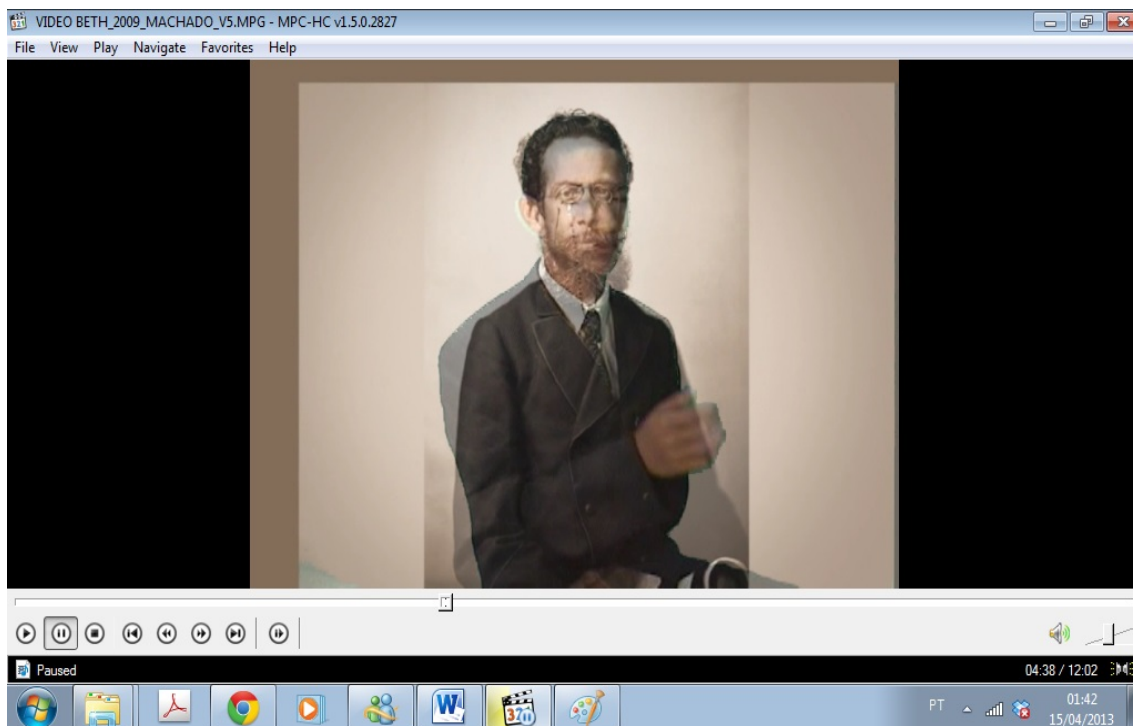 VIDEO BETH_2009_MACHADO_V5.MPG - MPC-HC v1.5.0.2827
File View Play Navigate Favorites Help
Paused
04:38 / 12:02
PT
01:42
15/04/2013